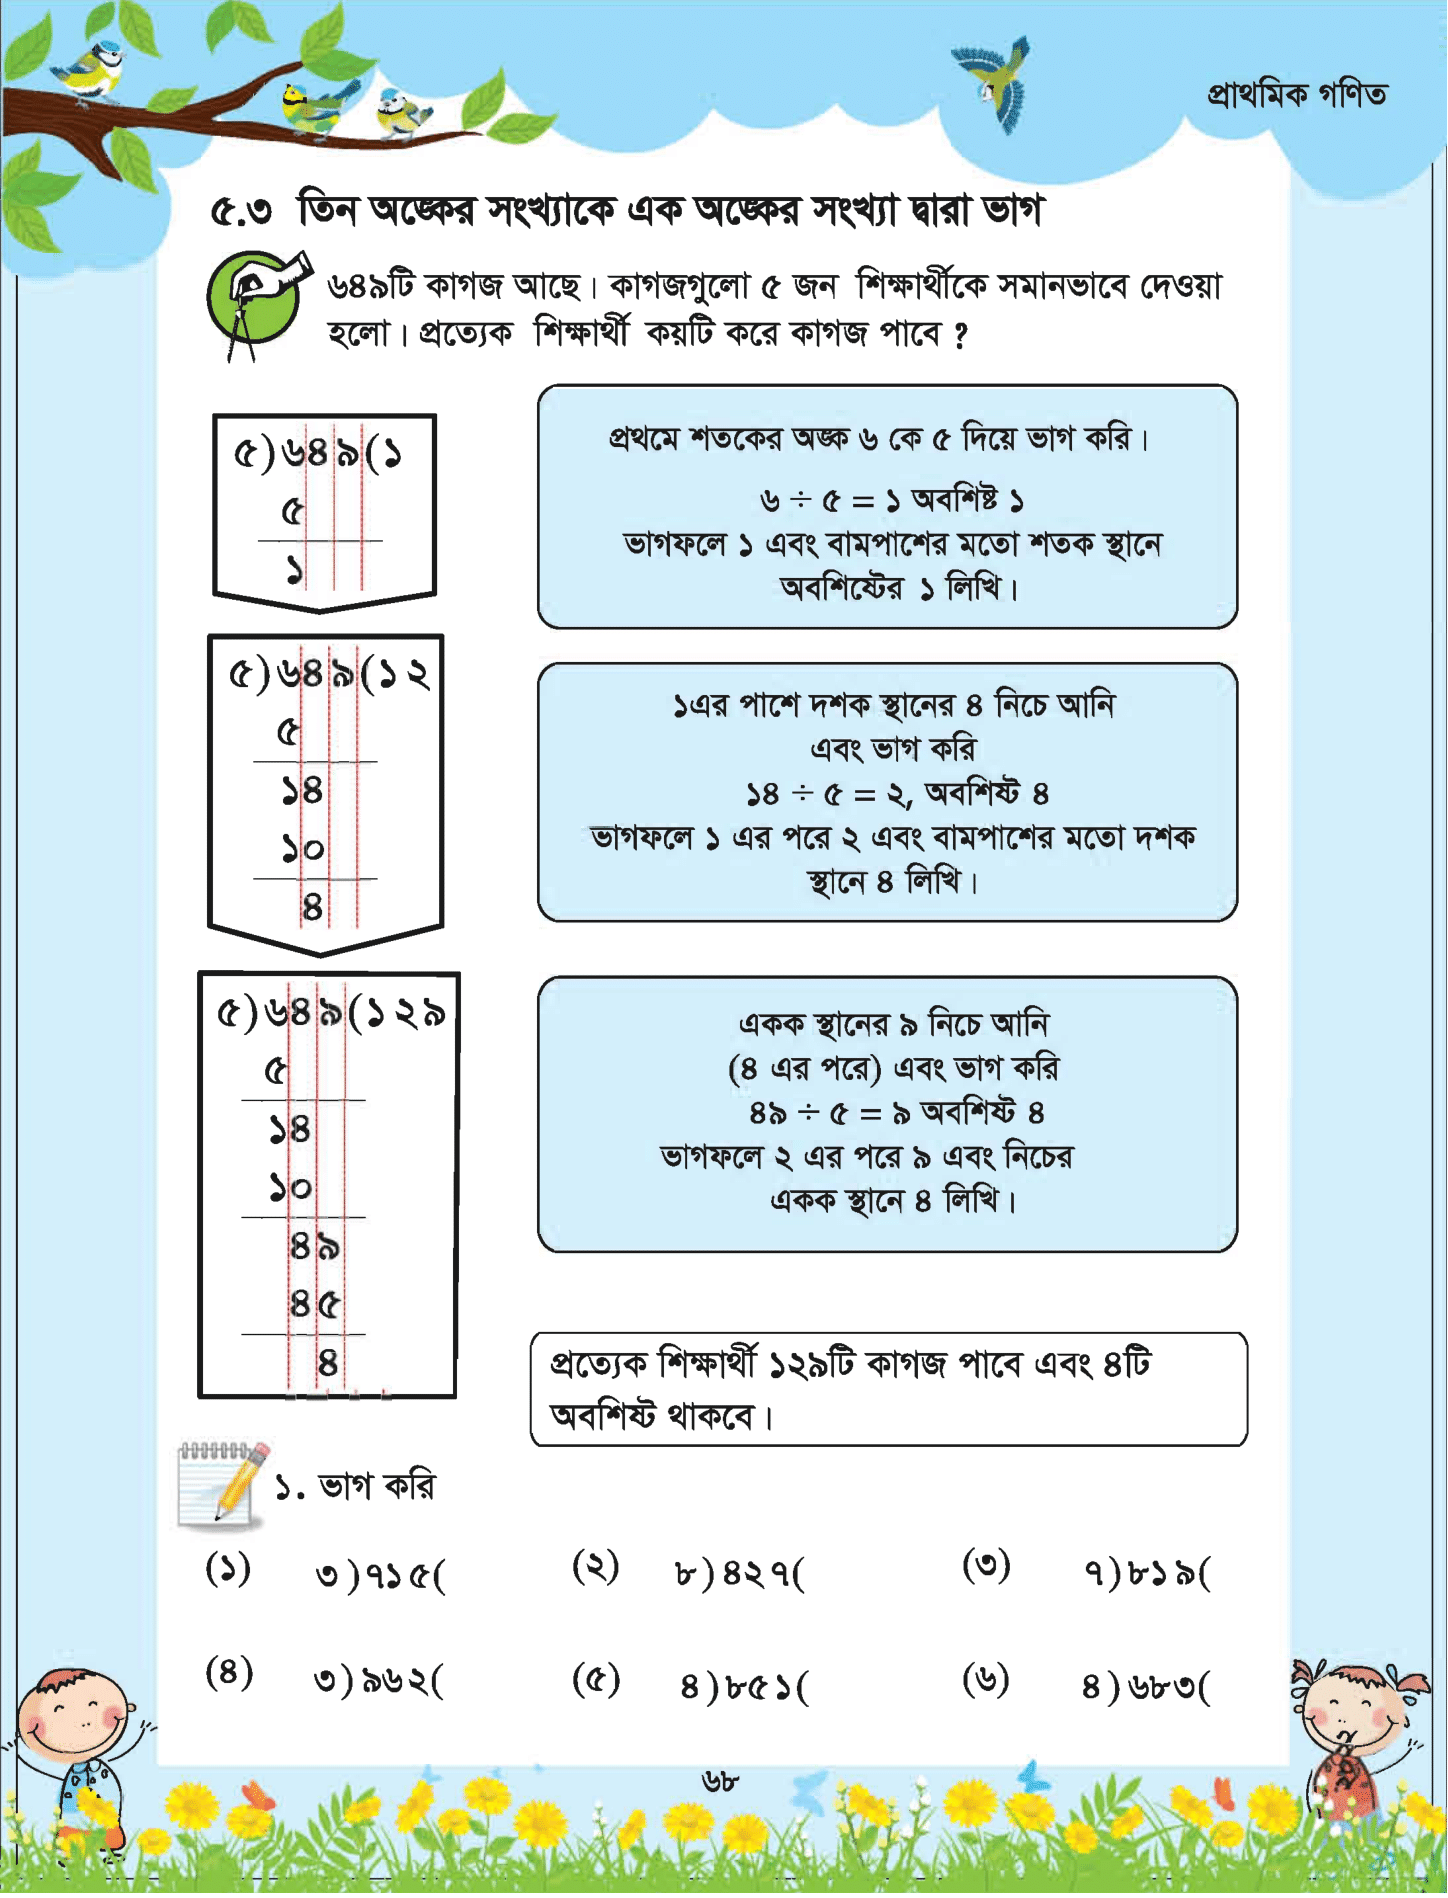 প্রাথমিক গণিত
৫.৩ তিন অঙ্কের সংখ্যাকে এক অঙ্কের সংখ্যা দ্বারা ভাগ
৬৪৯টি কাগজ আছে। কাগজগুলো ৫ জন শিক্ষার্থীকে সমানভাবে দেওয়া
হলো। প্রত্যেক শিক্ষার্থী কয়টি করে কাগজ পাবে ?
৫)৬৪৯(১
৫
১
প্রথমে শতকের অঙ্ক ৬ কে ৫ দিয়ে ভাগ করি।
৬ ÷ ৫ = ১ অবশিষ্ট ১
ভাগফলে ১ এবং বামপাশের মতো শতক স্থানে
অবশিষ্টের ১ লিখি।
৫)৬৪৯(১২
৫
১৪
১০
৪
১এর পাশে দশক স্থানের ৪ নিচে আনি
এবং ভাগ করি
১৪ ÷ ৫ = ২, অবশিষ্ট ৪
ভাগফলে ১ এর পরে ২ এবং বামপাশের মতো দশক
স্থানে ৪ লিখি।
৫)৬৪৯(১২৯
৫
১৪
১০
৪৯
৪৫
৪
একক স্থানের ৯ নিচে আনি
(৪ এর পরে) এবং ভাগ করি
৪৯ ÷ ৫ = ৯ অবশিষ্ট ৪
ভাগফলে ২ এর পরে ৯ এবং নিচের
একক স্থানে ৪ লিখি।
প্রত্যেক শিক্ষার্থী ১২৯টি কাগজ পাবে এবং ৪টি
অবশিষ্ট থাকবে।
১. ভাগ করি
(১) ৩)৭১৫( (২) ৮)৪২৭( (৩) ৭)৮১৯(
(৪) ৩)৯৬২( (৫) ৪)৮৫১( (৬) ৪)৬৮৩(
৬৮